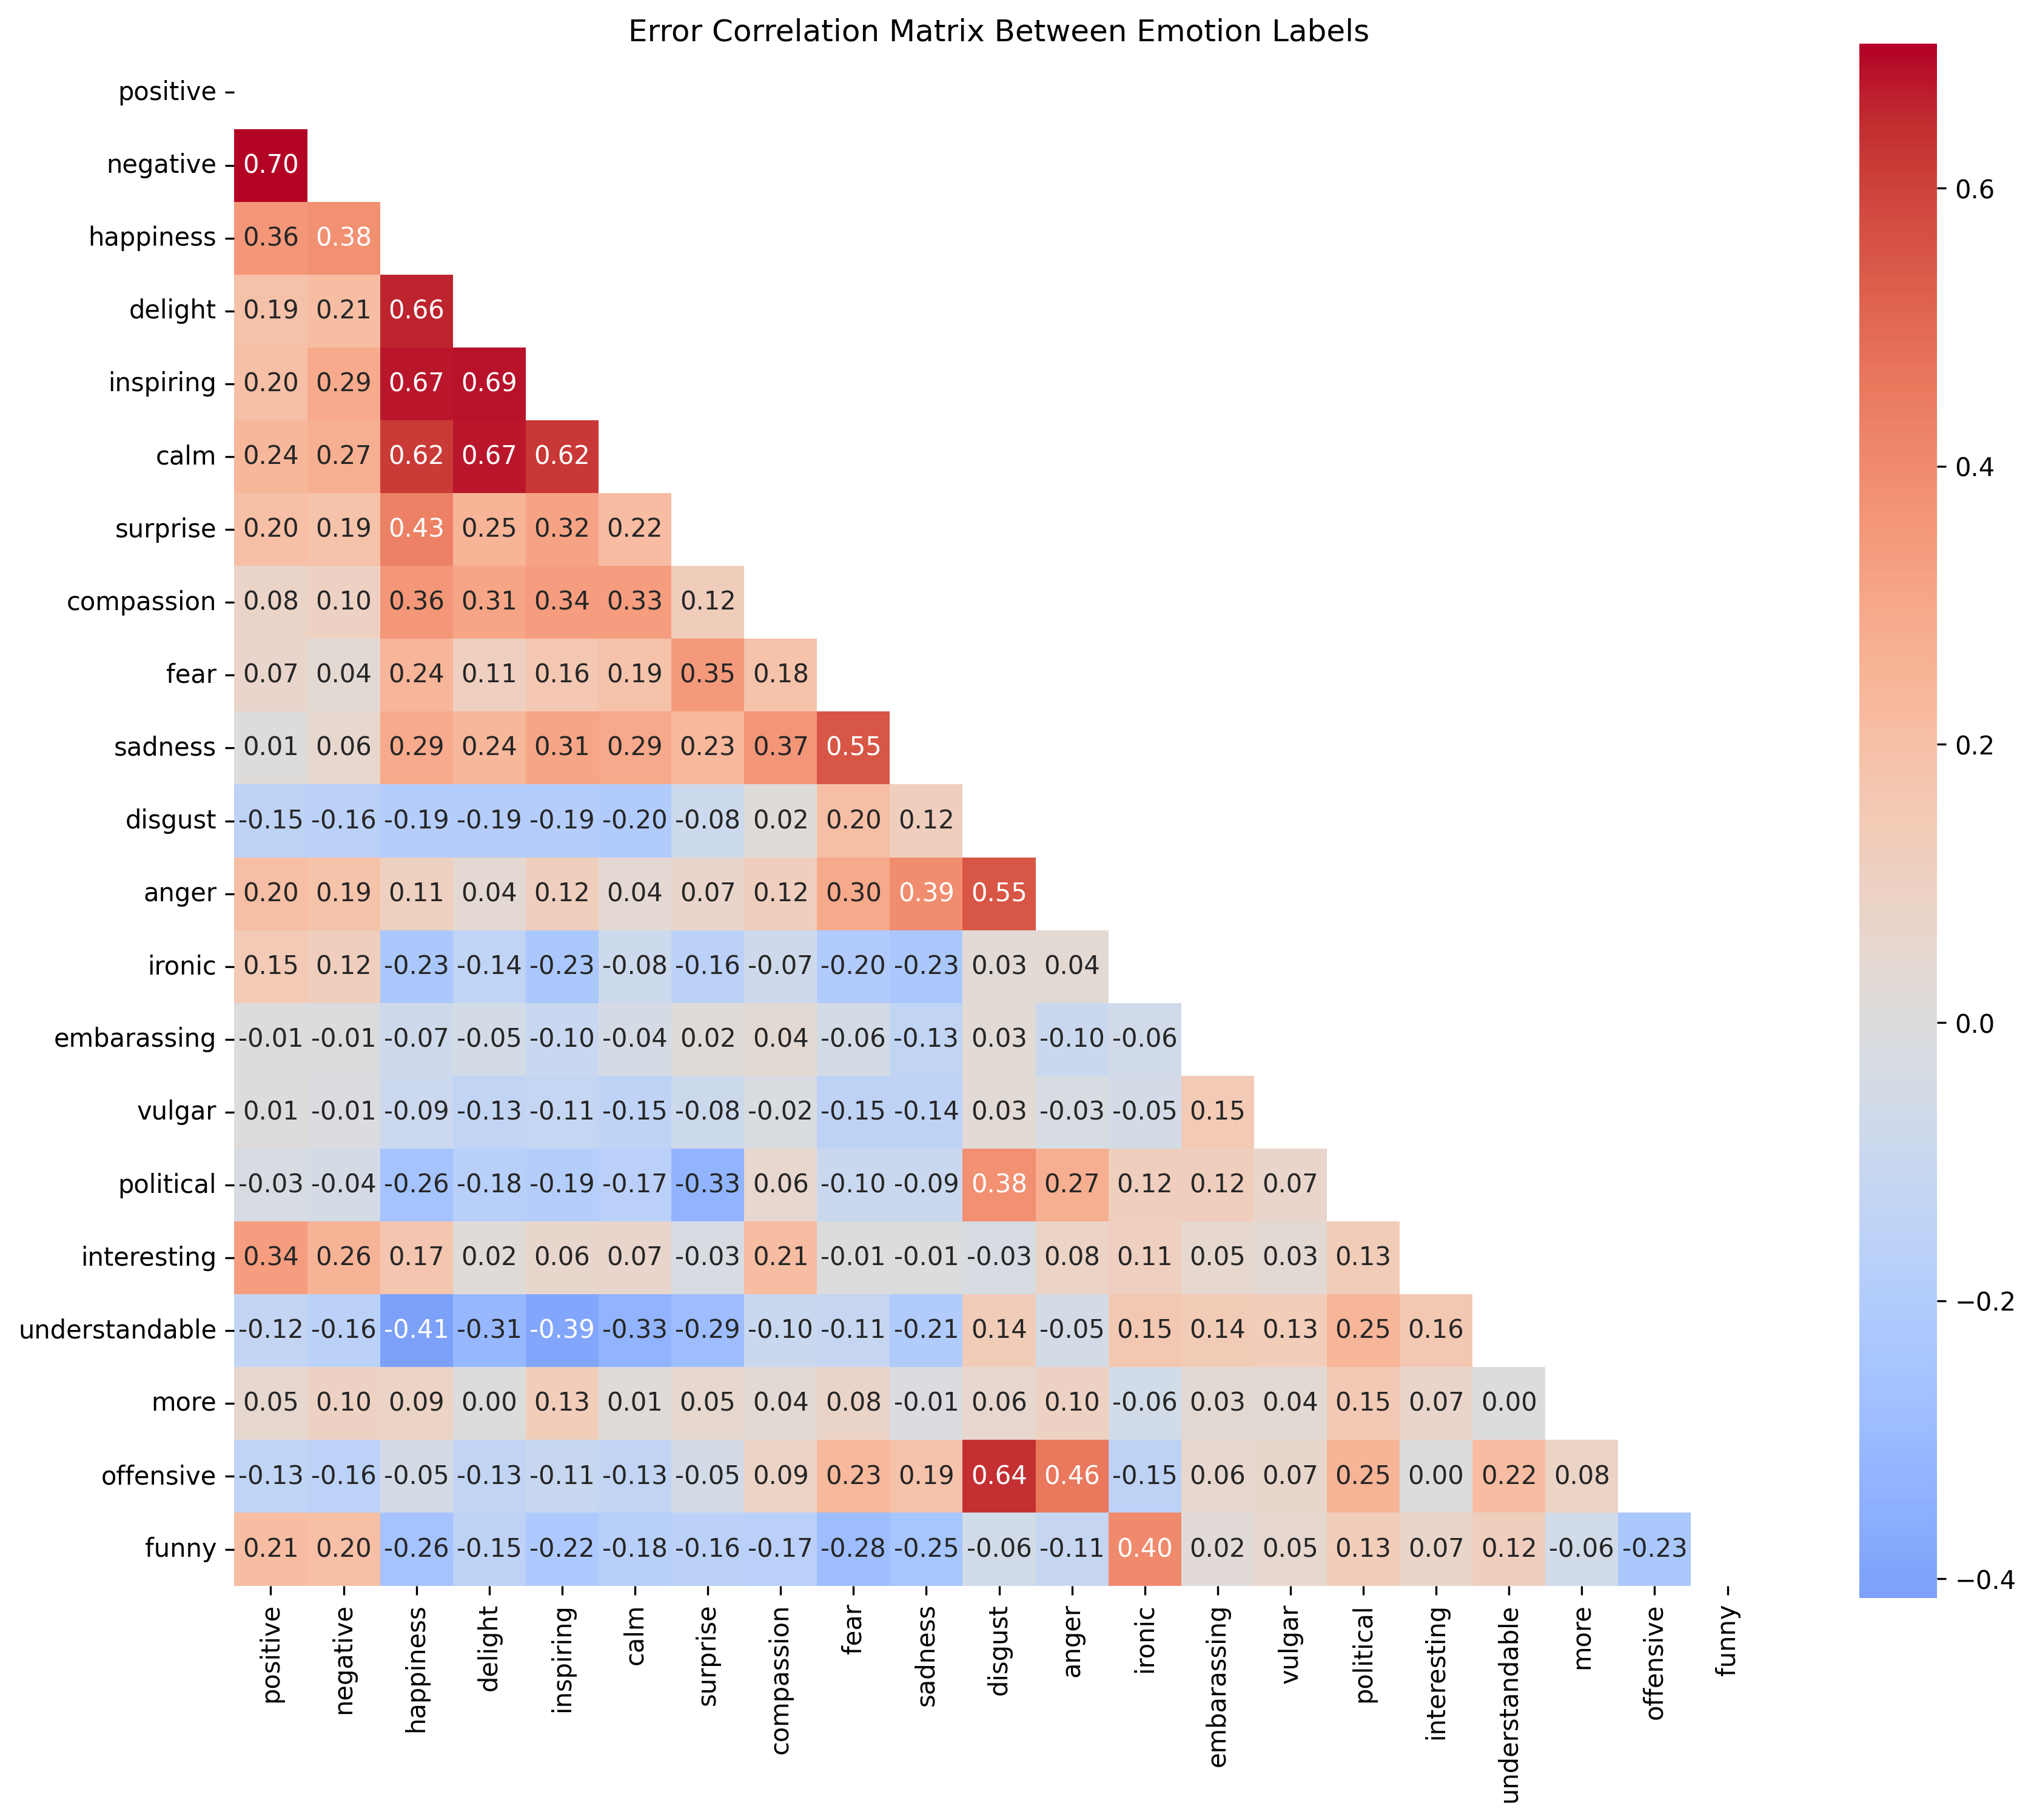 Error Correlation Matrix Between Emotion Labels
positive
negative 0.70
happiness 0.36 0.38
delight 0.19 0.21 0.66
inspiring 0.20 0.29 0.67 0.69
calm 0.24 0.27 0.62 0.67 0.62
surprise 0.20 0.19 0.43 0.25 0.32 0.22
compassion 0.08 0.10 0.36 0.31 0.34 0.33 0.12
fear 0.07 0.04 0.24 0.11 0.16 0.19 0.35 0.18
sadness 0.01 0.06 0.29 0.24 0.31 0.29 0.23 0.37 0.55
disgust -0.15 -0.16 -0.19 -0.19 -0.19 -0.20 -0.08 0.02 0.20 0.12
anger 0.20 0.19 0.11 0.04 0.12 0.04 0.07 0.12 0.30 0.39 0.55
ironic 0.15 0.12 -0.23 -0.14 -0.23 -0.08 -0.16 -0.07 -0.20 -0.23 0.03 0.04
embarassing -0.01 -0.01 -0.07 -0.05 -0.10 -0.04 0.02 0.04 -0.06 -0.13 0.03 -0.10 -0.06
vulgar 0.01 -0.01 -0.09 -0.13 -0.11 -0.15 -0.08 -0.02 -0.15 -0.14 0.03 -0.03 -0.05 0.15
political -0.03 -0.04 -0.26 -0.18 -0.19 -0.17 -0.33 0.06 -0.10 -0.09 0.38 0.27 0.12 0.12 0.07
interesting 0.34 0.26 0.17 0.02 0.06 0.07 -0.03 0.21 -0.01 -0.01 -0.03 0.08 0.11 0.05 0.03 0.13
understandable -0.12 -0.16 -0.41 -0.31 -0.39 -0.33 -0.29 -0.10 -0.11 -0.21 0.14 -0.05 0.15 0.14 0.13 0.25 0.16
more 0.05 0.10 0.09 0.00 0.13 0.01 0.05 0.04 0.08 -0.01 0.06 0.10 -0.06 0.03 0.04 0.15 0.07 0.00
offensive -0.13 -0.16 -0.05 -0.13 -0.11 -0.13 -0.05 0.09 0.23 0.19 0.64 0.46 -0.15 0.06 0.07 0.25 0.00 0.22 0.08
funny 0.21 0.20 -0.26 -0.15 -0.22 -0.18 -0.16 -0.17 -0.28 -0.25 -0.06 -0.11 0.40 0.02 0.05 0.13 0.07 0.12 -0.06 -0.23
positive negative happiness delight inspiring calm surprise compassion fear sadness disgust anger ironic embarassing vulgar political interesting understandable more offensive funny
0.6
0.4
0.2
0.0
−0.2
−0.4